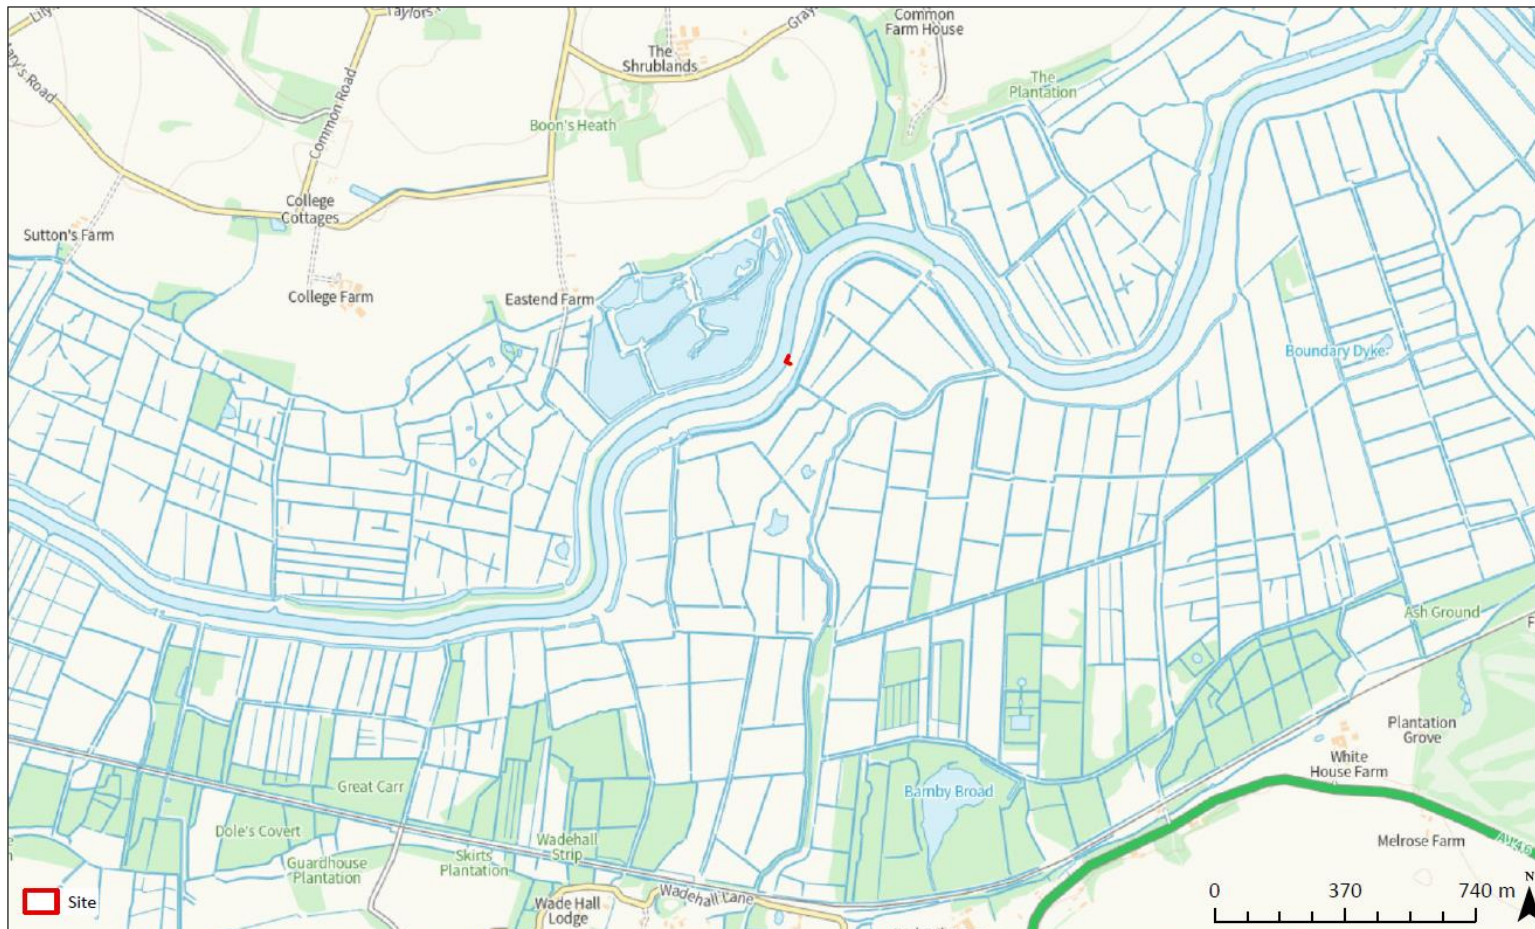 Common Road
The
Shrublands
Common
Farm House
The
Plantation
Boon's Heath
College
Cottages
Sutton's Farm
College Farm
Eastend Farm
Boundary Dyke
Ash Ground
Plantation
Grove
White
House Farm
Great Carr
Barnby Broad
Dole's Covert
Wadehall
Strip
Melrose Farm
Guardhouse
Plantation
Skirts
Plantation
A146
Wadehall Lane
Wade Hall
Lodge
Site
0 370 740 m
N